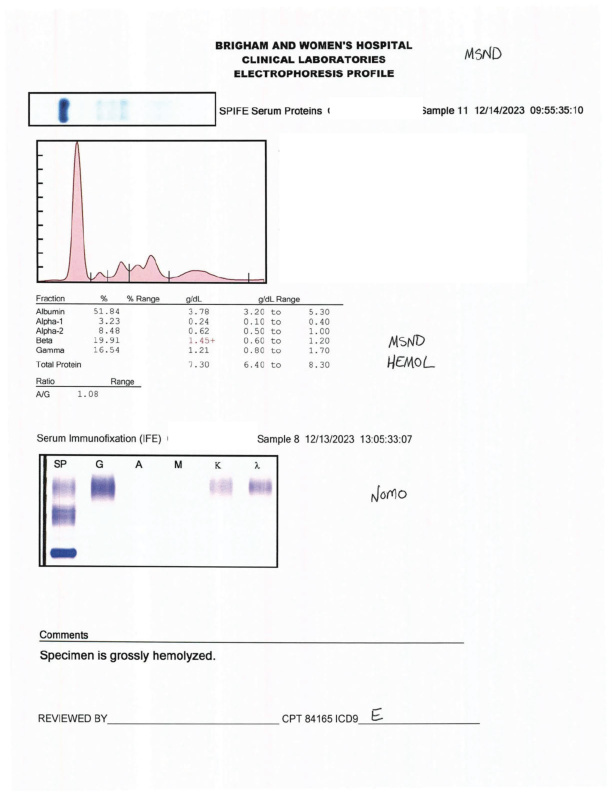 BRIGHAM AND WOMEN'S HOSPITAL
CLINICAL LABORATORIES
ELECTROPHORESIS PROFILE
MSND
SPIFE Serum Proteins
Sample 11 12/14/2023 09:55:35:10
Fraction % % Range g/dL g/dL Range
Albumin 51.84 3.78 3.20 to 5.30
Alpha-1 3.23 0.24 0.10 to 0.40
Alpha-2 8.48 0.62 0.50 to 1.00
Beta 19.91 1.45+ 0.60 to 1.20
Gamma 16.54 1.21 0.80 to 1.70
Total Protein 7.30 6.40 to 8.30
MSND
HEMOL
Ratio Range
A/G 1.08
Serum Immunofixation (IFE)
Sample 8 12/13/2023 13:05:33:07
SP G A M K λ
Nomo
Comments
Specimen is grossly hemolyzed.
REVIEWED BY CPT 84165 ICD9 E